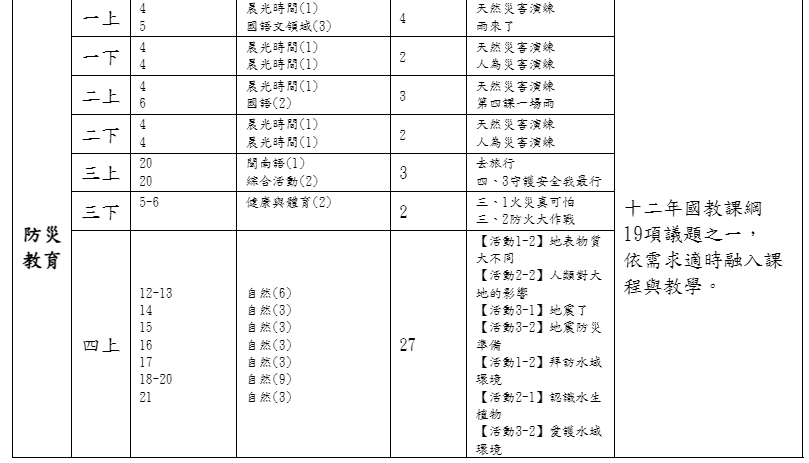 防災
教育
一上
4
5
晨光時間(1)
國語文領域(3)
4
天然災害演練
雨來了
一下
4
4
晨光時間(1)
晨光時間(1)
2
天然災害演練
人為災害演練
二上
4
6
晨光時間(1)
國語(2)
3
天然災害演練
第四課一場雨
二下
4
4
晨光時間(1)
晨光時間(1)
2
天然災害演練
人為災害演練
三上
20
20
閩南語(1)
綜合活動(2)
3
去旅行
四、3守護安全我最行
三下
5-6
健康與體育(2)
2
三、1火災真可怕
三、2防火大作戰
四上
12-13
14
15
16
17
18-20
21
自然(6)
自然(3)
自然(3)
自然(3)
自然(3)
自然(9)
自然(3)
27
【活動1-2】地表物質
大不同
【活動2-2】人類對大
地的影響
【活動3-1】地震了
【活動3-2】地震防災
準備
【活動1-2】拜訪水域
環境
【活動2-1】認識水生
植物
【活動3-2】愛護水域
環境
十二年國教課綱
19項議題之一，
依需求適時融入課
程與教學。